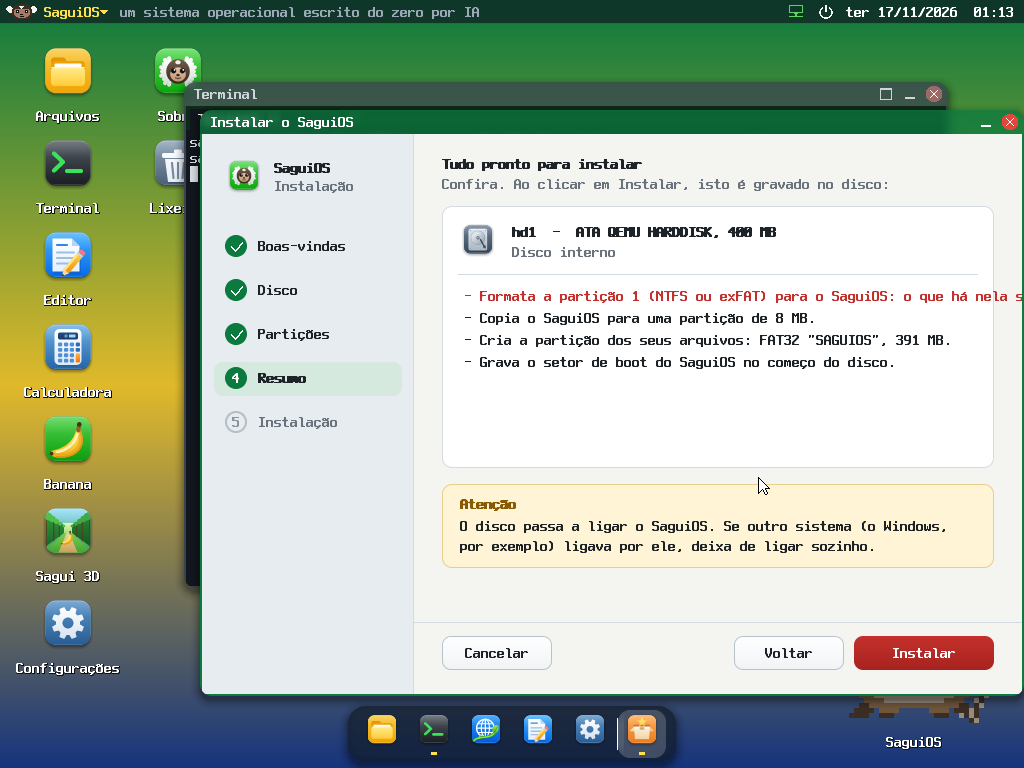 SaguiOS um sistema operacional escrito do zero por IA
ter 17/11/2026 01:13
Arquivos
Terminal
Editor
Calculadora
Banana
Sagui 3D
Configurações
Terminal
Instalar o SaguiOS
SaguiOS
Instalação
Boas-vindas
Disco
Partições
4 Resumo
5 Instalação
Tudo pronto para instalar
Confira. Ao clicar em Instalar, isto é gravado no disco:
hd1 - ATA QEMU HARDDISK, 400 MB
Disco interno
- Formata a partição 1 (NTFS ou exFAT) para o SaguiOS: o que há nela s
- Copia o SaguiOS para uma partição de 8 MB.
- Cria a partição dos seus arquivos: FAT32 "SAGUIOS", 391 MB.
- Grava o setor de boot do SaguiOS no começo do disco.
Atenção
O disco passa a ligar o SaguiOS. Se outro sistema (o Windows,
por exemplo) ligava por ele, deixa de ligar sozinho.
Cancelar
Voltar
Instalar
SaguiOS